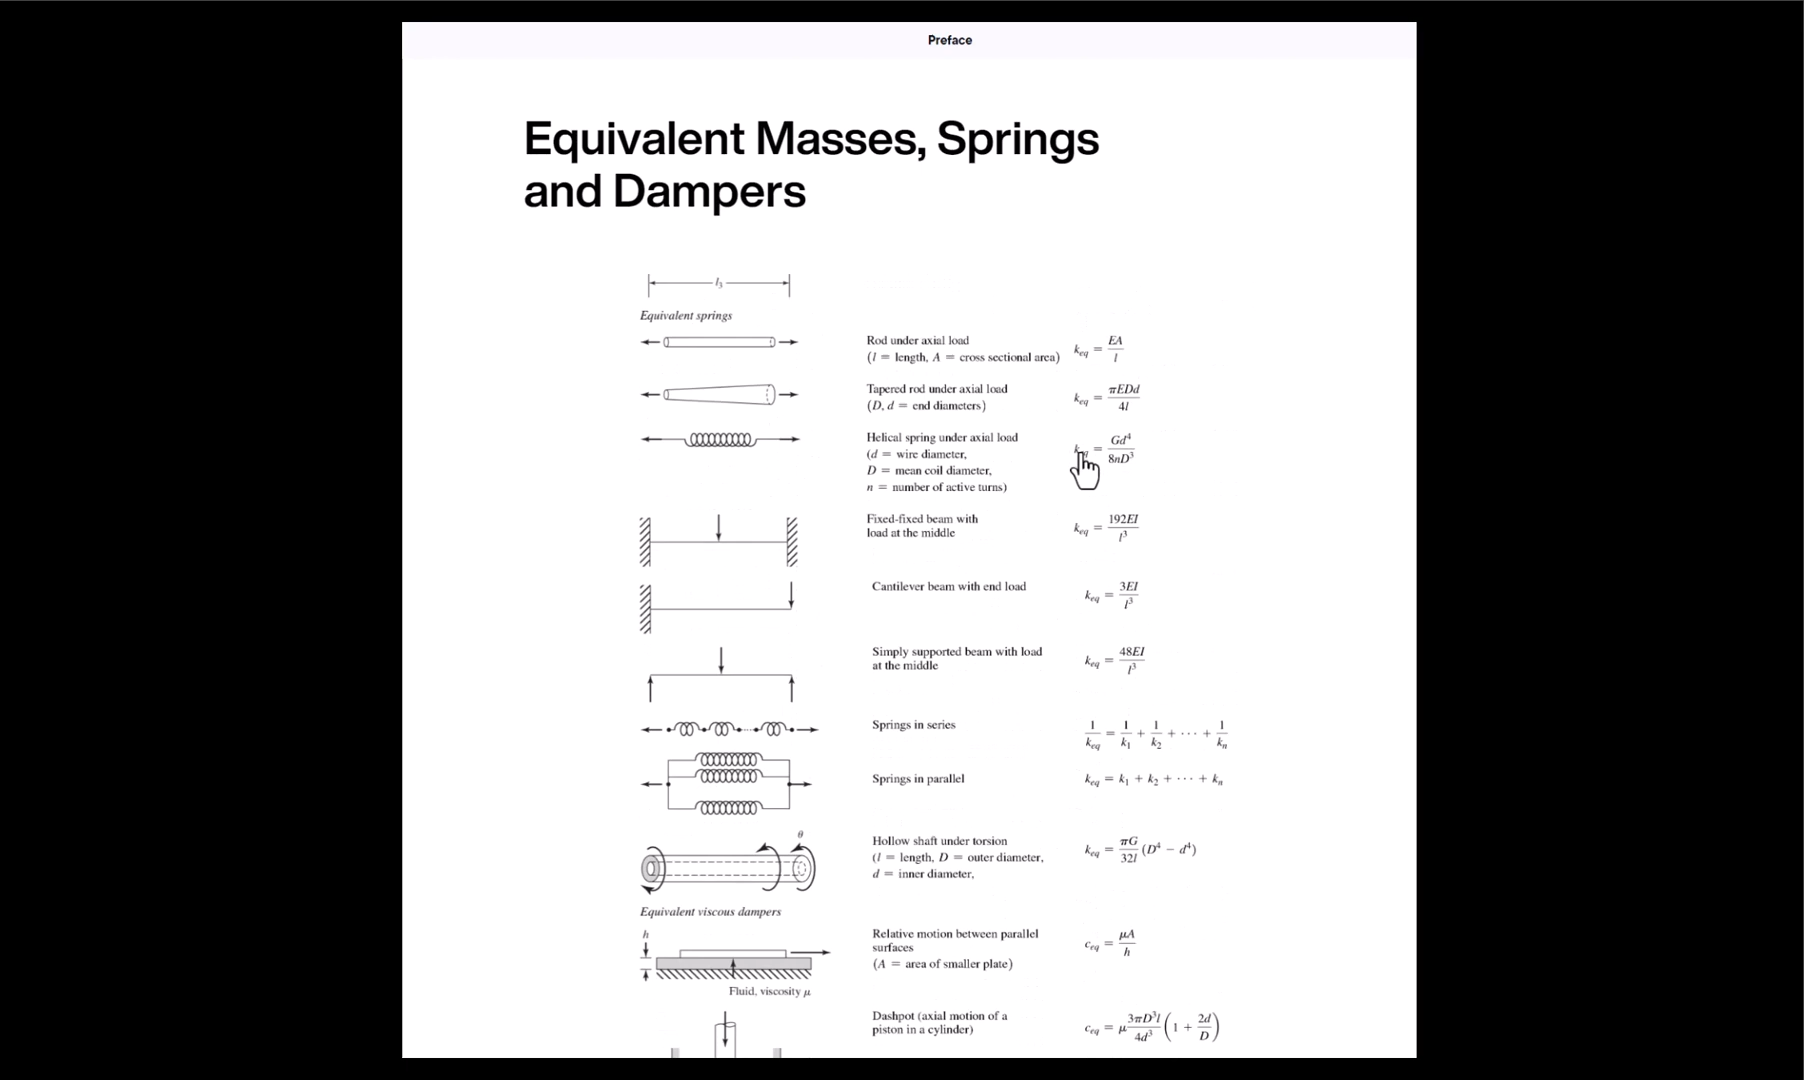 Preface
Equivalent Masses, Springs
and Dampers
l₃
Equivalent springs
Rod under axial load
(l = length, A = cross sectional area)
k_eq = EA/l
Tapered rod under axial load
(D, d = end diameters)
k_eq = πEDd/4l
Helical spring under axial load
(d = wire diameter,
D = mean coil diameter,
n = number of active turns)
= Gd⁴/8nD³
Fixed-fixed beam with
load at the middle
k_eq = 192EI/l³
Cantilever beam with end load
k_eq = 3EI/l³
Simply supported beam with load
at the middle
k_eq = 48EI/l³
Springs in series
1/k_eq = 1/k₁ + 1/k₂ + ··· + 1/kₙ
Springs in parallel
k_eq = k₁ + k₂ + ··· + kₙ
θ
Hollow shaft under torsion
(l = length, D = outer diameter,
d = inner diameter,
k_eq = πG/32l (D⁴ − d⁴)
Equivalent viscous dampers
h
Relative motion between parallel
surfaces
(A = area of smaller plate)
c_eq = μA/h
Fluid, viscosity μ
Dashpot (axial motion of a
piston in a cylinder)
c_eq = μ 3πD³l/4d³ (1 + 2d/D)